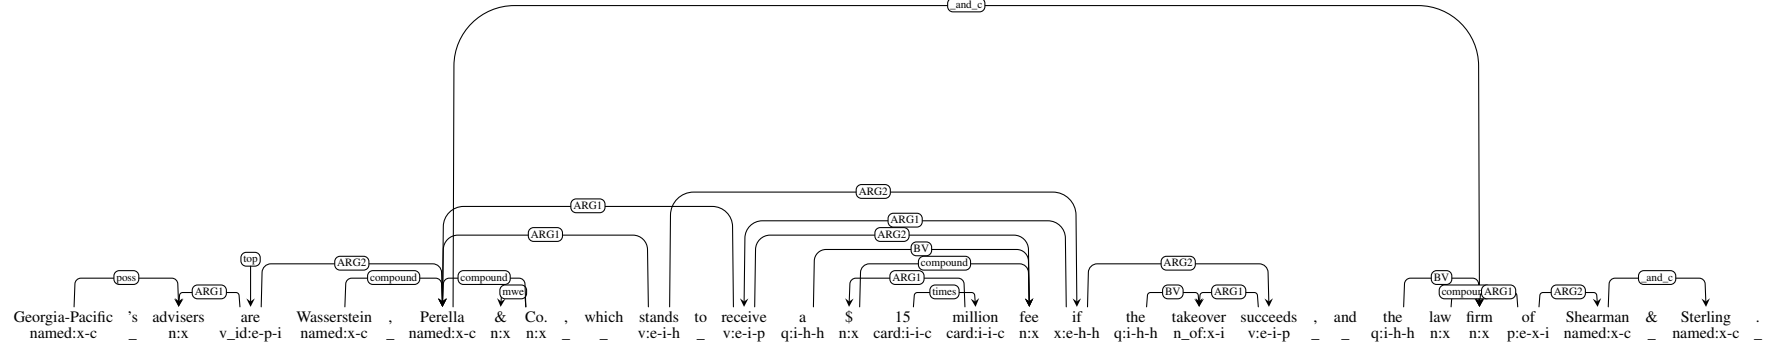 _and_c
ARG2
ARG1
ARG1
ARG2
ARG1
BV
top ARG2 compound ARG2
poss compound compound ARG1 BV _and_c
ARG1 mwe times BV ARG1 ARG1 ARG2
Georgia-Pacific 's advisers are Wasserstein , Perella & Co. , which stands to receive a $ 15 million fee if the takeover succeeds , and the law firm of Shearman & Sterling .
named:x-c _ n:x v_id:e-p-i named:x-c _ named:x-c n:x n:x _ _ v:e-i-h _ v:e-i-p q:i-h-h n:x card:i-i-c card:i-i-c n:x x:e-h-h q:i-h-h n_of:x-i v:e-i-p _ _ q:i-h-h n:x n:x p:e-x-i named:x-c _ named:x-c _